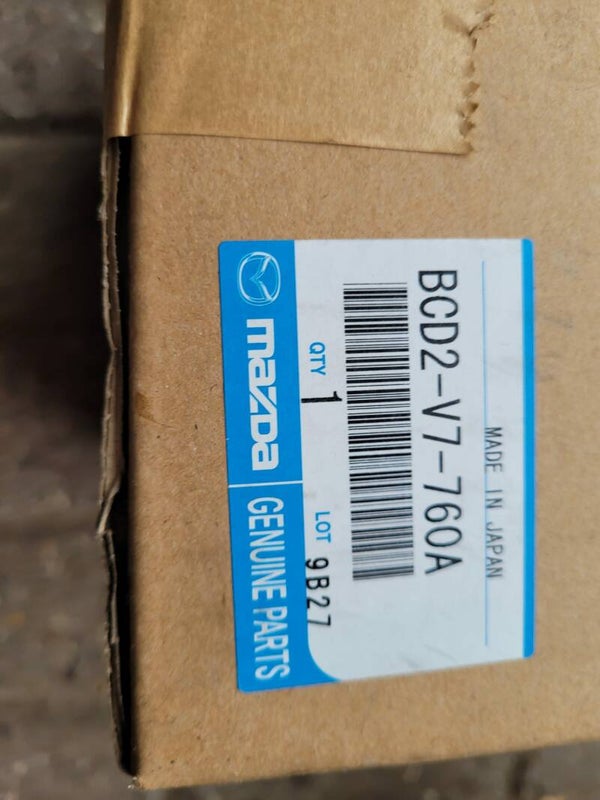 MADE IN JAPAN
BCD2-V7-760A
QTY 1 LOT 9B27
mazda GENUINE PARTS